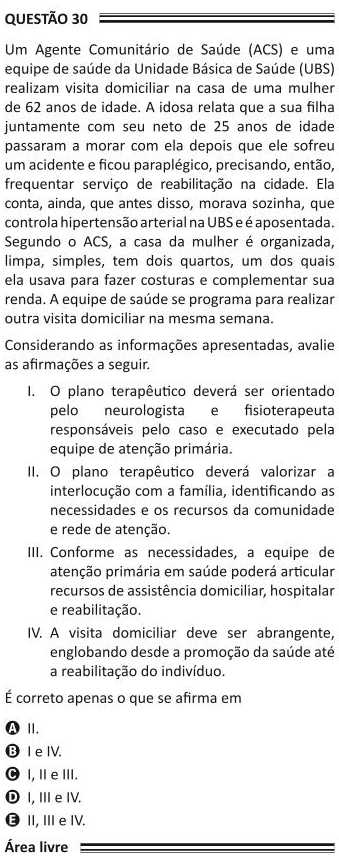 QUESTÃO 30
Um Agente Comunitário de Saúde (ACS) e uma
equipe de saúde da Unidade Básica de Saúde (UBS)
realizam visita domiciliar na casa de uma mulher
de 62 anos de idade. A idosa relata que a sua filha
juntamente com seu neto de 25 anos de idade
passaram a morar com ela depois que ele sofreu
um acidente e ficou paraplégico, precisando, então,
frequentar serviço de reabilitação na cidade. Ela
conta, ainda, que antes disso, morava sozinha, que
controla hipertensão arterial na UBS e é aposentada.
Segundo o ACS, a casa da mulher é organizada,
limpa, simples, tem dois quartos, um dos quais
ela usava para fazer costuras e complementar sua
renda. A equipe de saúde se programa para realizar
outra visita domiciliar na mesma semana.
Considerando as informações apresentadas, avalie
as afirmações a seguir.
I. O plano terapêutico deverá ser orientado
pelo neurologista e fisioterapeuta
responsáveis pelo caso e executado pela
equipe de atenção primária.
II. O plano terapêutico deverá valorizar a
interlocução com a família, identificando as
necessidades e os recursos da comunidade
e rede de atenção.
III. Conforme as necessidades, a equipe de
atenção primária em saúde poderá articular
recursos de assistência domiciliar, hospitalar
e reabilitação.
IV. A visita domiciliar deve ser abrangente,
englobando desde a promoção da saúde até
a reabilitação do indivíduo.
É correto apenas o que se afirma em
A II.
B I e IV.
C I, II e III.
D I, III e IV.
E II, III e IV.
Área livre